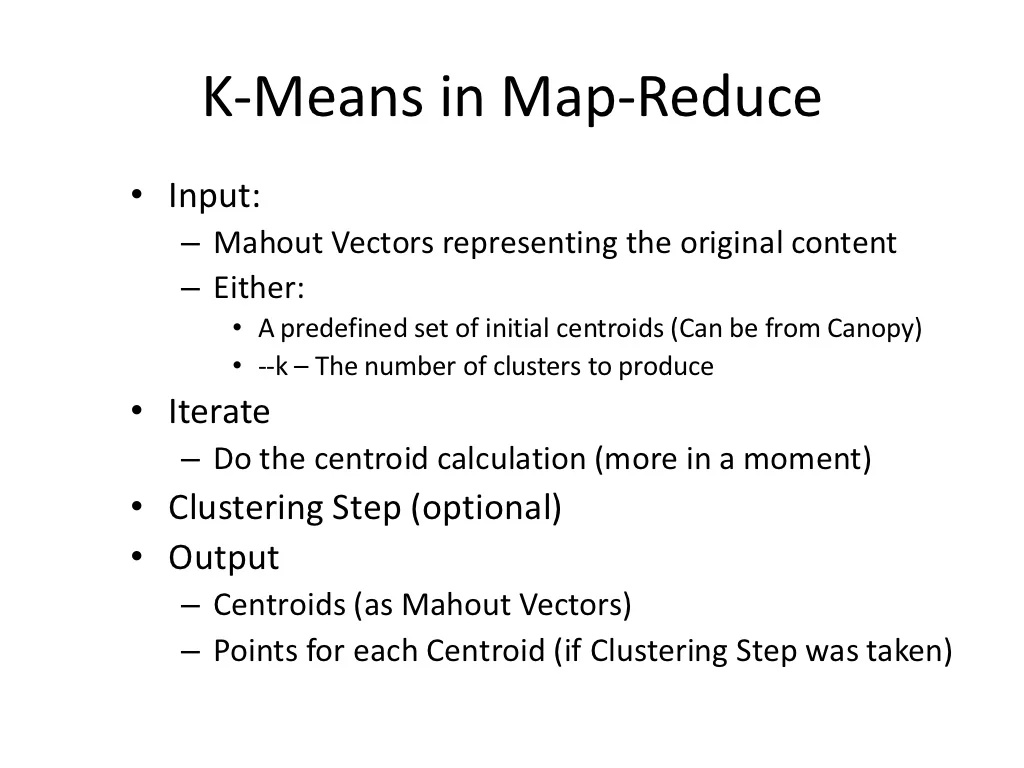 K-Means in Map-Reduce
• Input:
– Mahout Vectors representing the original content
– Either:
• A predefined set of initial centroids (Can be from Canopy)
• --k – The number of clusters to produce
• Iterate
– Do the centroid calculation (more in a moment)
• Clustering Step (optional)
• Output
– Centroids (as Mahout Vectors)
– Points for each Centroid (if Clustering Step was taken)